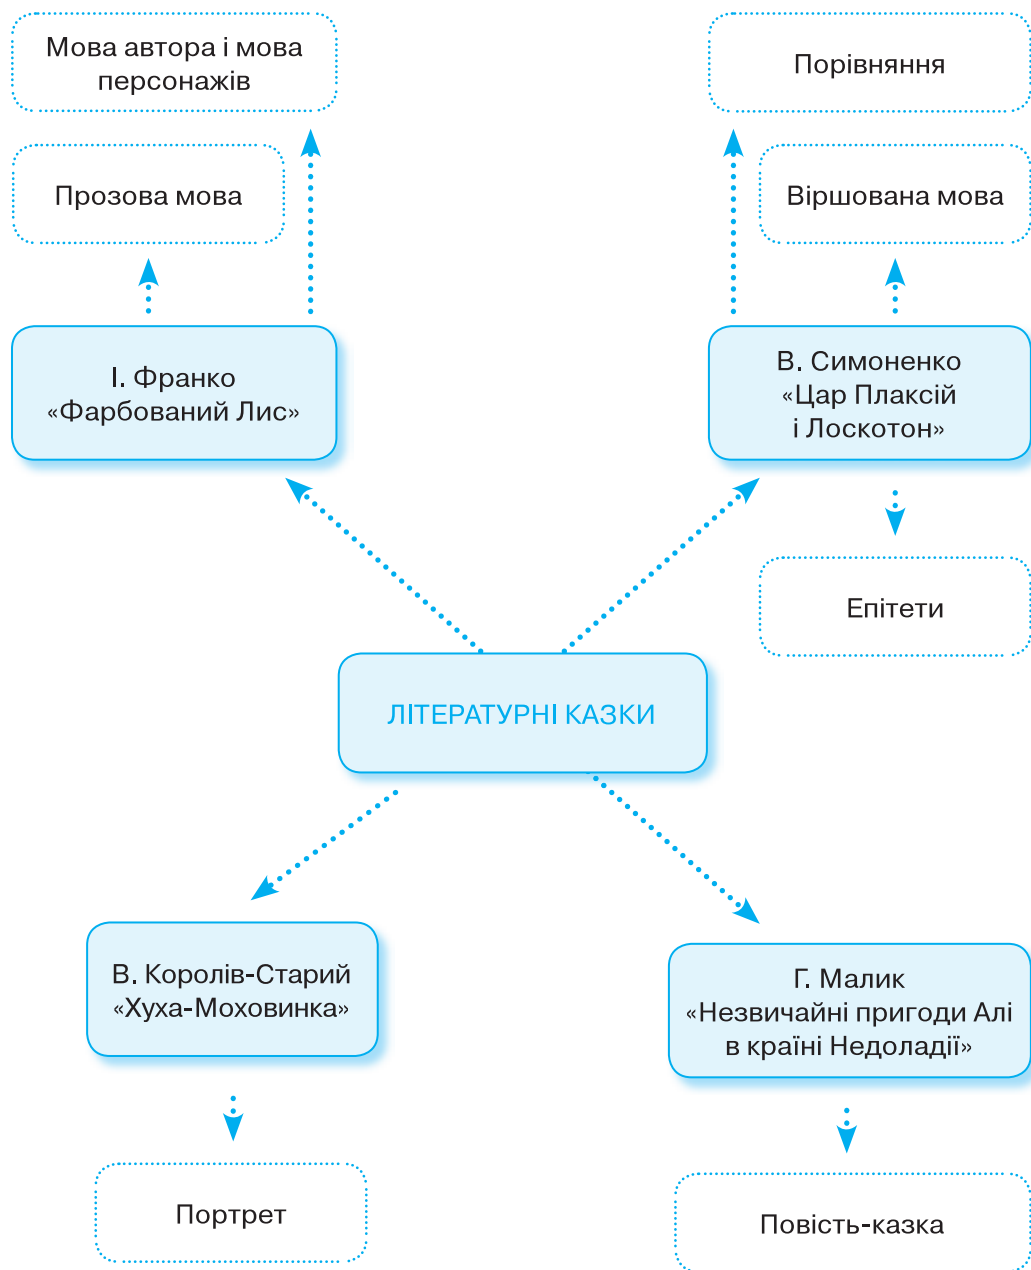 Мова автора і мова
персонажів
Порівняння
Прозова мова
Віршована мова
І. Франко
«Фарбований Лис»
В. Симоненко
«Цар Плаксій
і Лоскотон»
Епітети
ЛІТЕРАТУРНІ КАЗКИ
В. Королів-Старий
«Хуха-Моховинка»
Г. Малик
«Незвичайні пригоди Алі
в країні Недоладії»
Портрет
Повість-казка